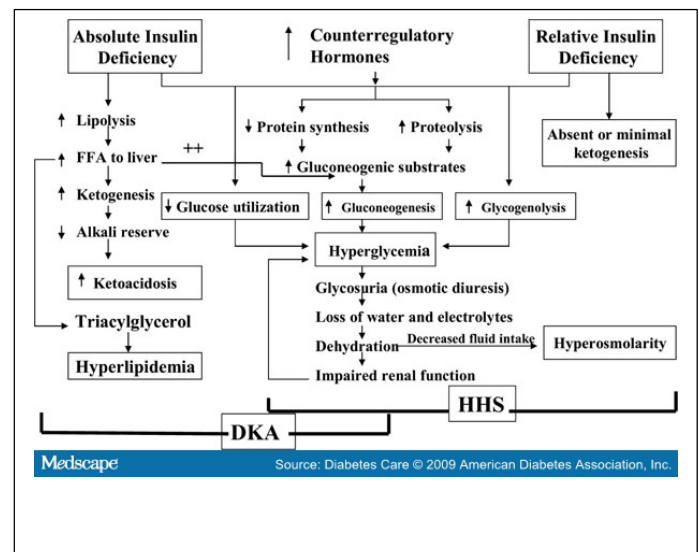 Absolute Insulin Deficiency
↑ Counterregulatory Hormones
Relative Insulin Deficiency
↑ Lipolysis
↓ Protein synthesis
↑ Proteolysis
Absent or minimal ketogenesis
++
↑ FFA to liver
↑ Gluconeogenic substrates
↑ Ketogenesis
↓ Glucose utilization
↑ Gluconeogenesis
↑ Glycogenolysis
↓ Alkali reserve
Hyperglycemia
↑ Ketoacidosis
Glycosuria (osmotic diuresis)
Triacylglycerol
Loss of water and electrolytes
Dehydration
Decreased fluid intake
Hyperosmolarity
Hyperlipidemia
Impaired renal function
HHS
DKA
Medscape
Source: Diabetes Care © 2009 American Diabetes Association, Inc.